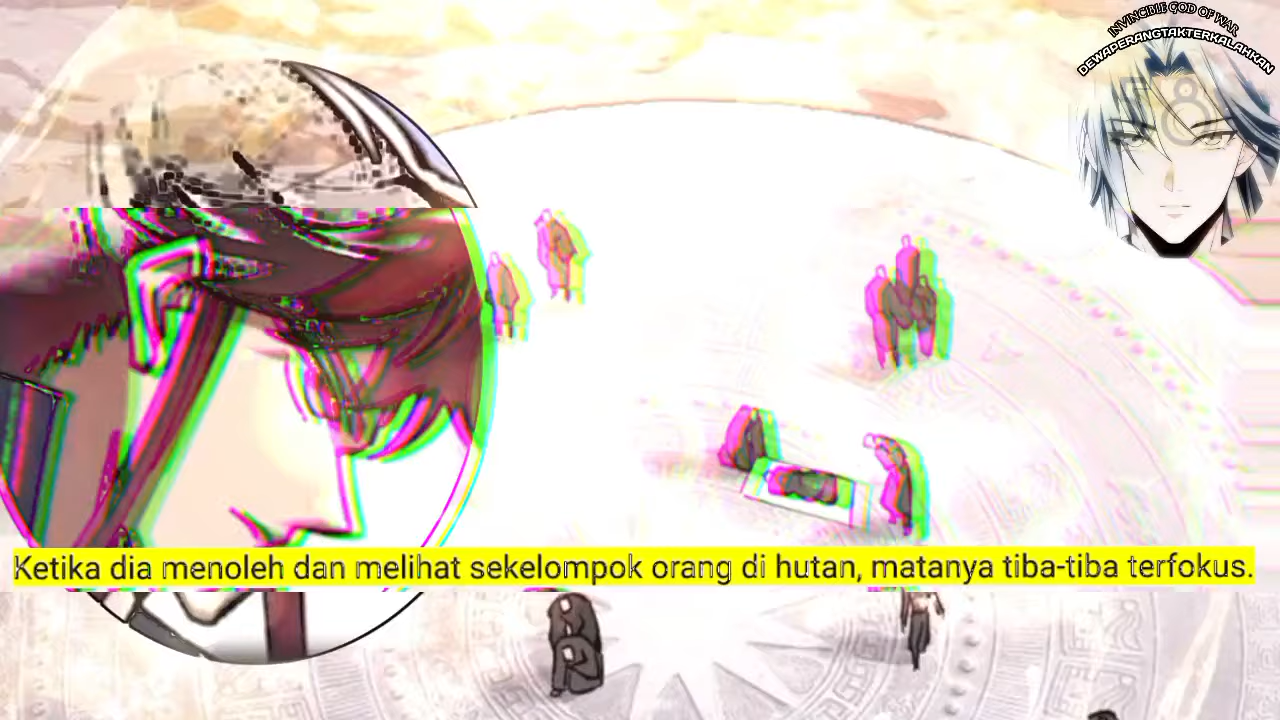 INVINCIBLE GOD OF WAR
DEWAPERANGTAKTERKALAHKAN
Ketika dia menoleh dan melihat sekelompok orang di hutan, matanya tiba-tiba terfokus.